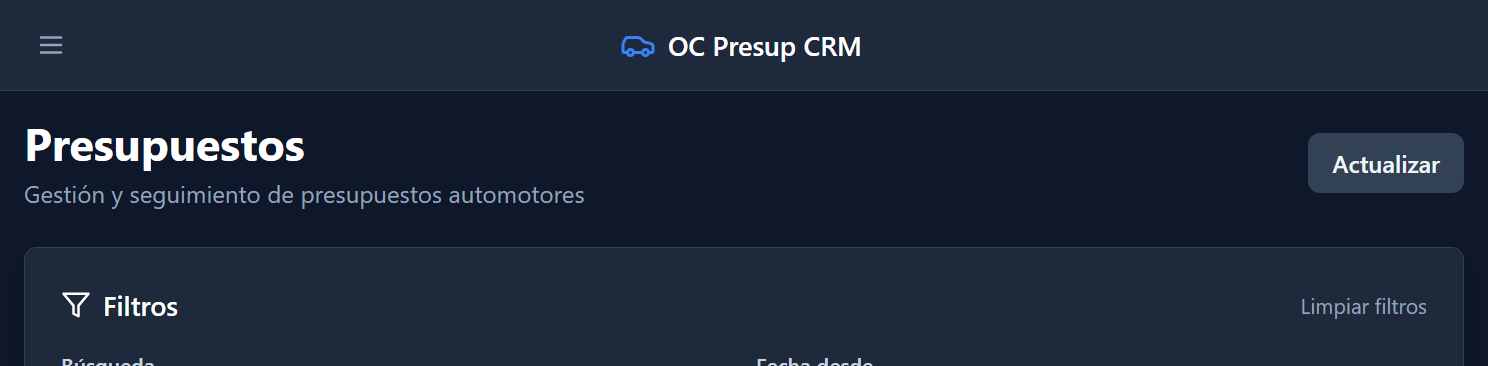 OC Presup CRM
Presupuestos
Actualizar
Gestión y seguimiento de presupuestos automotores
Filtros
Limpiar filtros
Búsqueda
Fecha desde